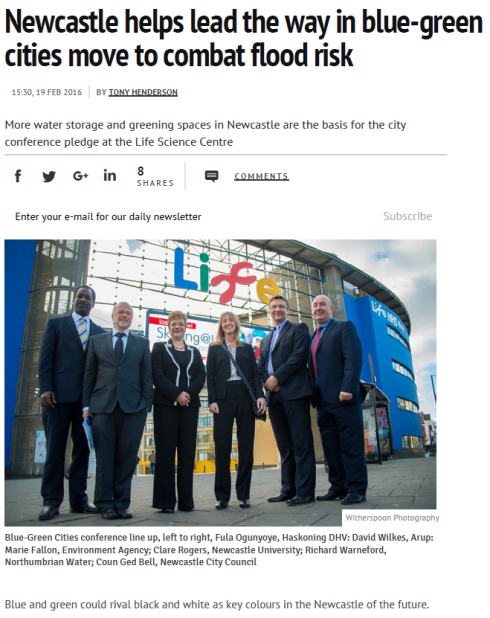 Newcastle helps lead the way in blue-green
cities move to combat flood risk
15:30, 19 FEB 2016 BY TONY HENDERSON
More water storage and greening spaces in Newcastle are the basis for the city
conference pledge at the Life Science Centre
8
SHARES
COMMENTS
Enter your e-mail for our daily newsletter Subscribe
Life
Life
Witherspoon Photography
Blue-Green Cities conference line up, left to right, Fula Ogunyoye, Haskoning DHV: David Wilkes, Arup:
Marie Fallon, Environment Agency; Clare Rogers, Newcastle University; Richard Warneford,
Northumbrian Water; Coun Ged Bell, Newcastle City Council
Blue and green could rival black and white as key colours in the Newcastle of the future.